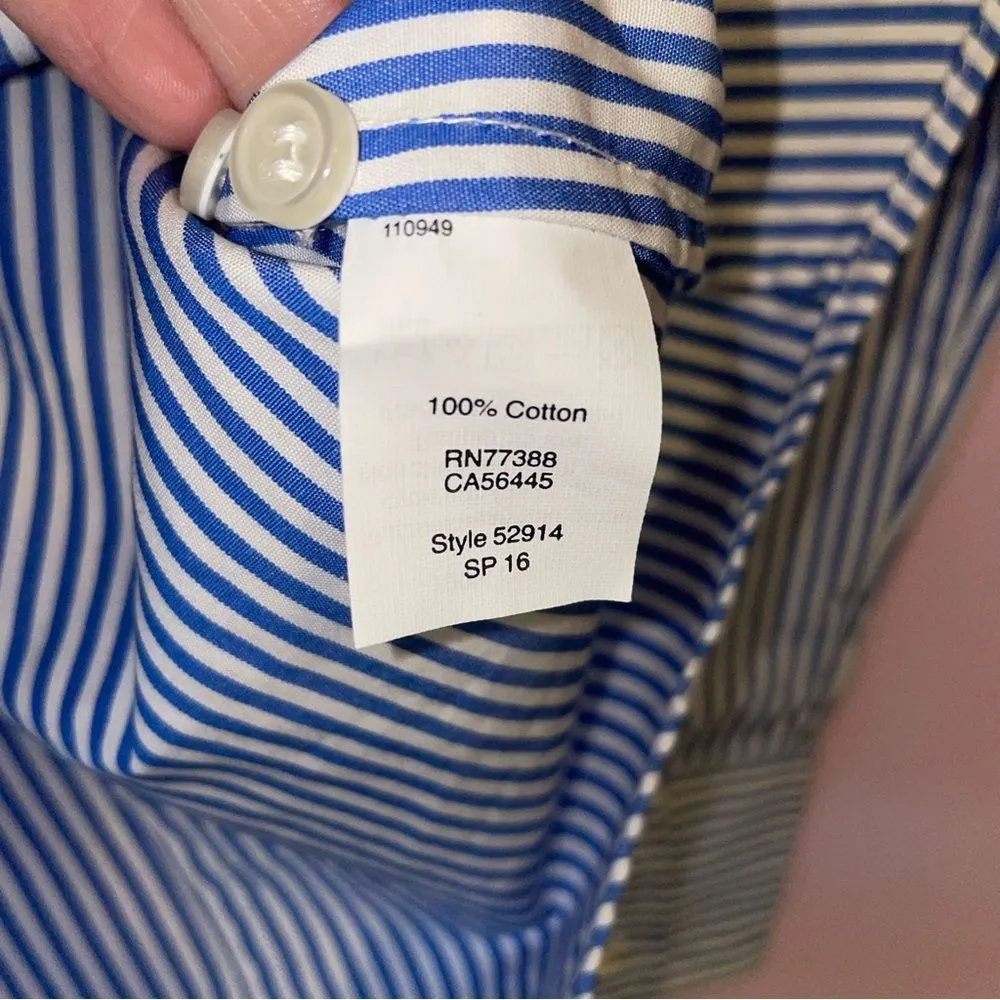 110949
100% Cotton
RN77388
CA56445
Style 52914
SP 16